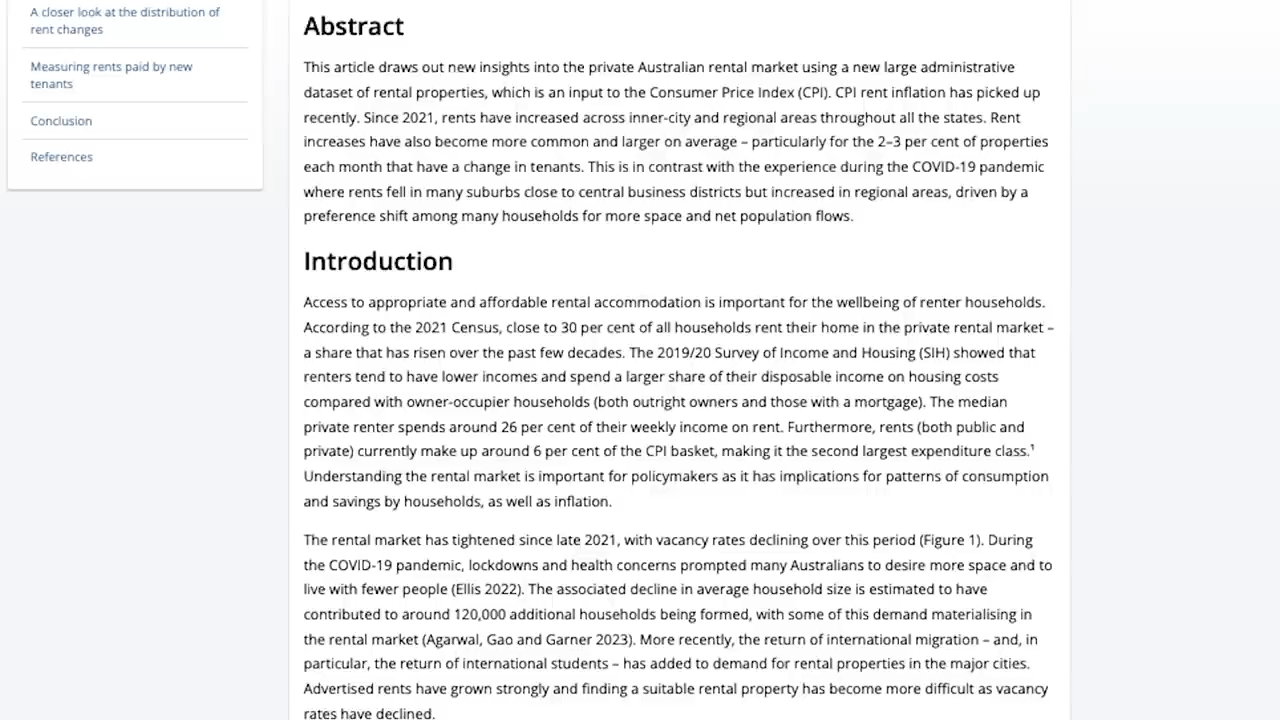 A closer look at the distribution of
rent changes
Measuring rents paid by new
tenants
Conclusion
References
Abstract
This article draws out new insights into the private Australian rental market using a new large administrative
dataset of rental properties, which is an input to the Consumer Price Index (CPI). CPI rent inflation has picked up
recently. Since 2021, rents have increased across inner-city and regional areas throughout all the states. Rent
increases have also become more common and larger on average – particularly for the 2–3 per cent of properties
each month that have a change in tenants. This is in contrast with the experience during the COVID-19 pandemic
where rents fell in many suburbs close to central business districts but increased in regional areas, driven by a
preference shift among many households for more space and net population flows.
Introduction
Access to appropriate and affordable rental accommodation is important for the wellbeing of renter households.
According to the 2021 Census, close to 30 per cent of all households rent their home in the private rental market –
a share that has risen over the past few decades. The 2019/20 Survey of Income and Housing (SIH) showed that
renters tend to have lower incomes and spend a larger share of their disposable income on housing costs
compared with owner-occupier households (both outright owners and those with a mortgage). The median
private renter spends around 26 per cent of their weekly income on rent. Furthermore, rents (both public and
private) currently make up around 6 per cent of the CPI basket, making it the second largest expenditure class.¹
Understanding the rental market is important for policymakers as it has implications for patterns of consumption
and savings by households, as well as inflation.
The rental market has tightened since late 2021, with vacancy rates declining over this period (Figure 1). During
the COVID-19 pandemic, lockdowns and health concerns prompted many Australians to desire more space and to
live with fewer people (Ellis 2022). The associated decline in average household size is estimated to have
contributed to around 120,000 additional households being formed, with some of this demand materialising in
the rental market (Agarwal, Gao and Garner 2023). More recently, the return of international migration – and, in
particular, the return of international students – has added to demand for rental properties in the major cities.
Advertised rents have grown strongly and finding a suitable rental property has become more difficult as vacancy
rates have declined.